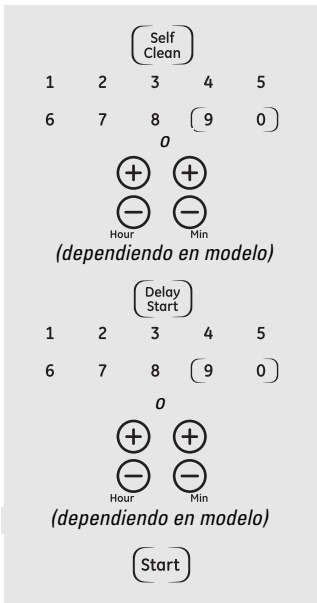 Self
Clean
1 2 3 4 5
6 7 8 9 0
o
+ +
− −
Hour Min
(dependiendo en modelo)
Delay
Start
1 2 3 4 5
6 7 8 9 0
o
+ +
− −
Hour Min
(dependiendo en modelo)
Start